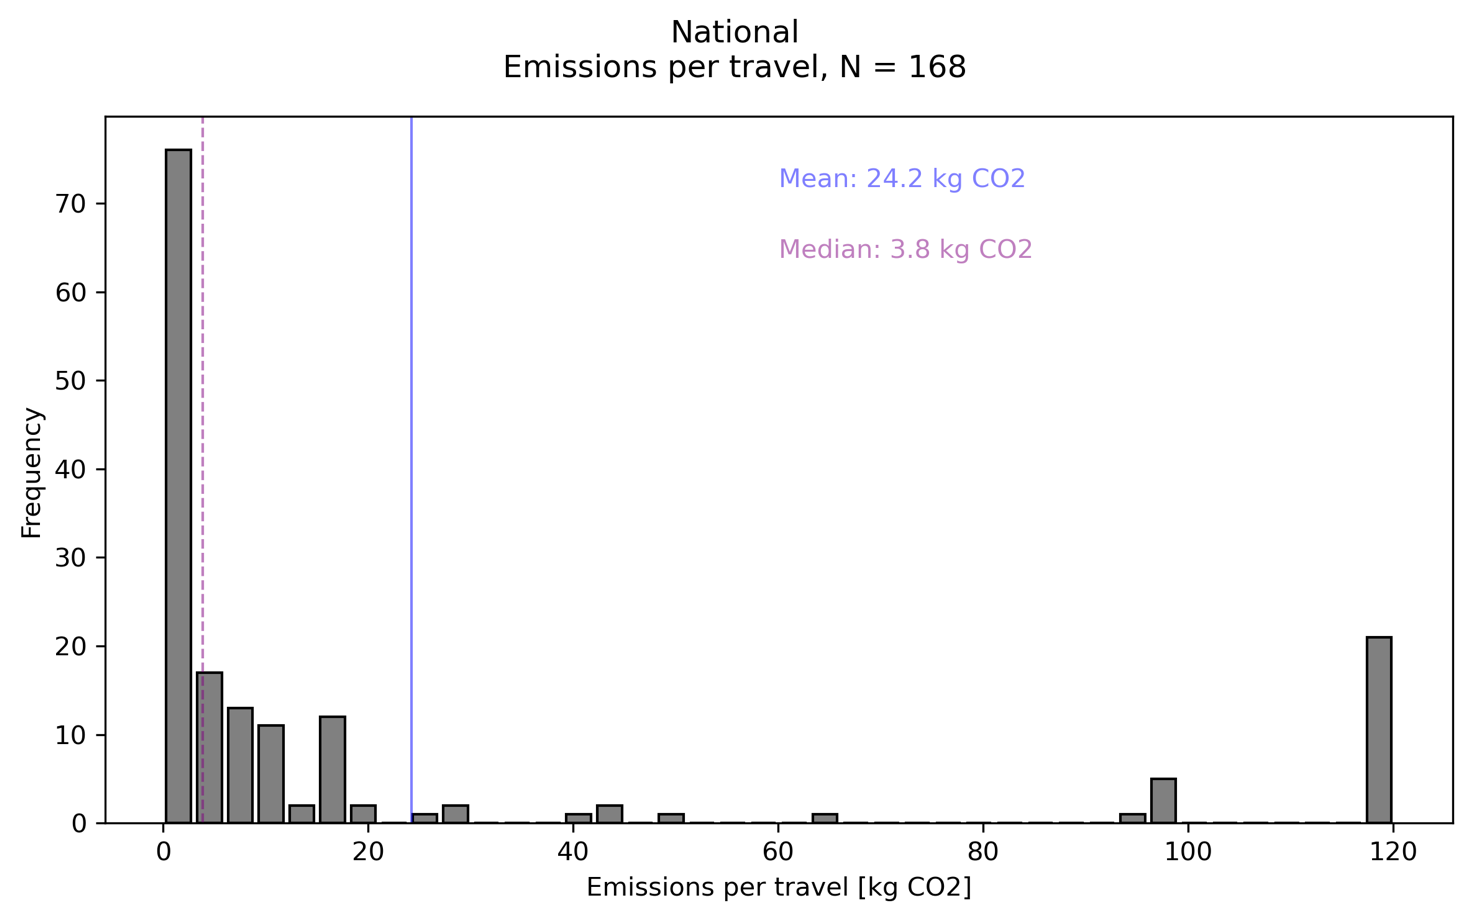 National
Emissions per travel, N = 168
Mean: 24.2 kg CO2
Median: 3.8 kg CO2
Frequency
70
60
50
40
30
20
10
0
0 20 40 60 80 100 120
Emissions per travel [kg CO2]